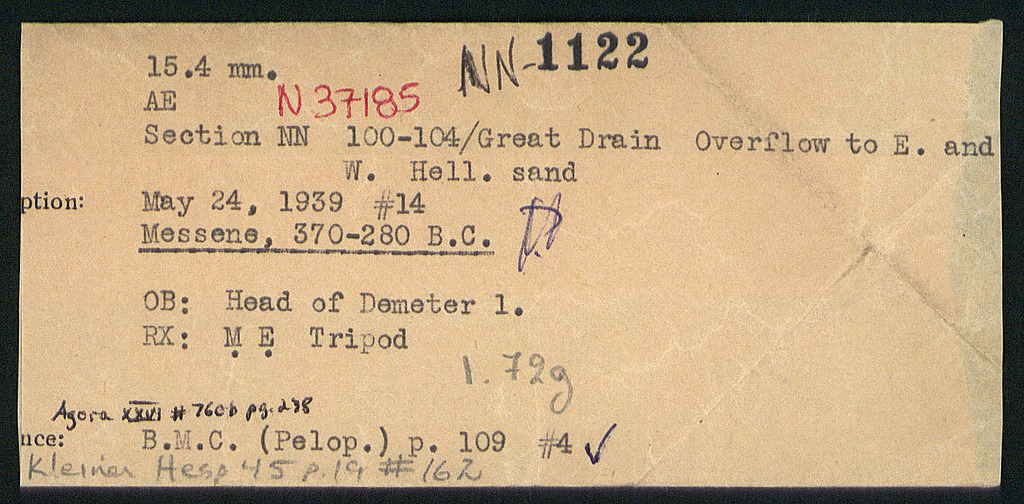 15.4 mm. NN-1122
AE N 37185
Section NN 100-104/Great Drain Overflow to E. and
W. Hell. sand
ption: May 24, 1939 #14
Messene, 370-280 B.C.
OB: Head of Demeter l.
RX: Ṃ Ẹ Tripod
1.72g
Agora XXVI # 760b pg. 238
nce: B.M.C. (Pelop.) p. 109 #4 ✓
Kleiner Hesp 45 p. 19 # 162